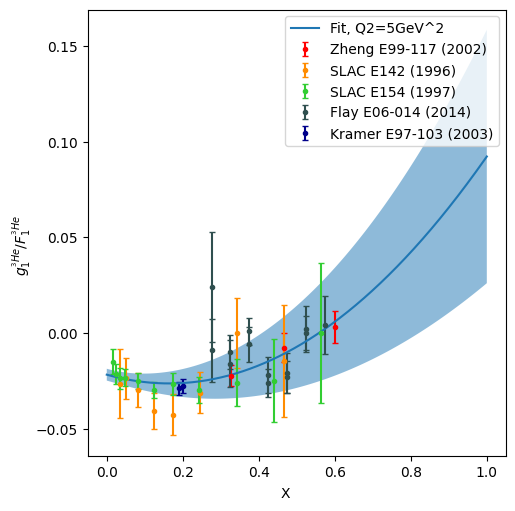 Fit, Q2=5GeV^2
Zheng E99-117 (2002)
SLAC E142 (1996)
SLAC E154 (1997)
Flay E06-014 (2014)
Kramer E97-103 (2003)
0.15
0.10
0.05
0.00
−0.05
g₁^³He/F₁^³He
0.0 0.2 0.4 0.6 0.8 1.0
X